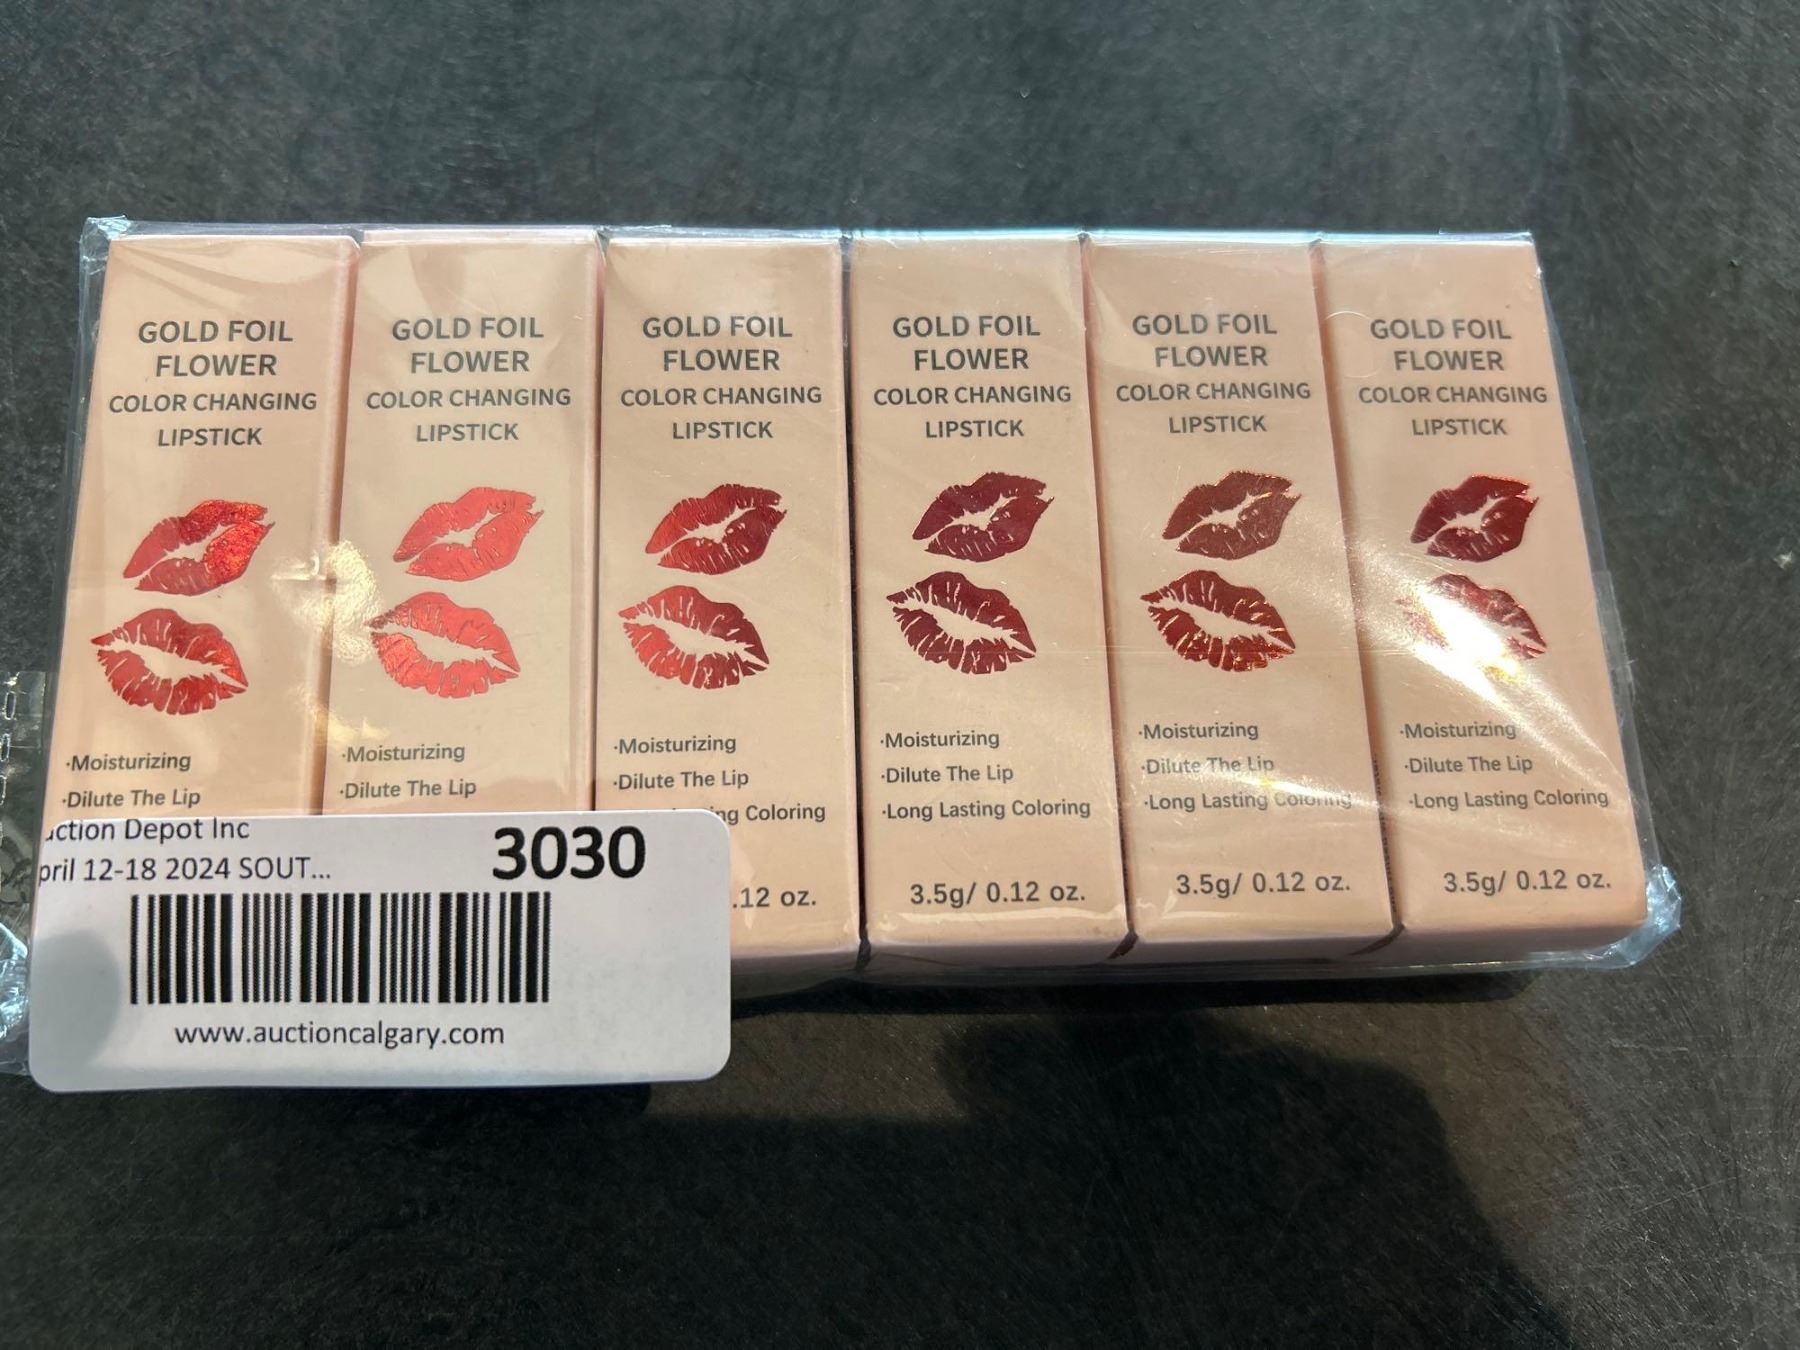 GOLD FOIL
FLOWER
COLOR CHANGING
LIPSTICK
·Moisturizing
·Dilute The Lip
GOLD FOIL
FLOWER
COLOR CHANGING
LIPSTICK
·Moisturizing
·Dilute The Lip
GOLD FOIL
FLOWER
COLOR CHANGING
LIPSTICK
·Moisturizing
·Dilute The Lip
Coloring
.12 oz.
GOLD FOIL
FLOWER
COLOR CHANGING
LIPSTICK
·Moisturizing
·Dilute The Lip
·Long Lasting Coloring
3.5g/ 0.12 oz.
GOLD FOIL
FLOWER
COLOR CHANGING
LIPSTICK
·Moisturizing
·Dilute The Lip
·Long Lasting Coloring
3.5g/ 0.12 oz.
GOLD FOIL
FLOWER
COLOR CHANGING
LIPSTICK
·Moisturizing
·Dilute The Lip
·Long Lasting Coloring
3.5g/ 0.12 oz.
uction Depot Inc
pril 12-18 2024 SOUT...
3030
www.auctioncalgary.com